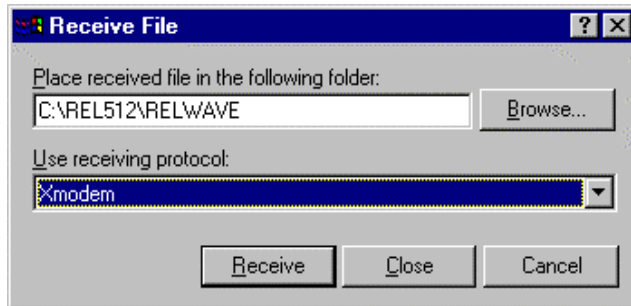 Receive File
Place received file in the following folder:
C:\REL512\RELWAVE
Browse...
Use receiving protocol:
Xmodem
Receive Close Cancel